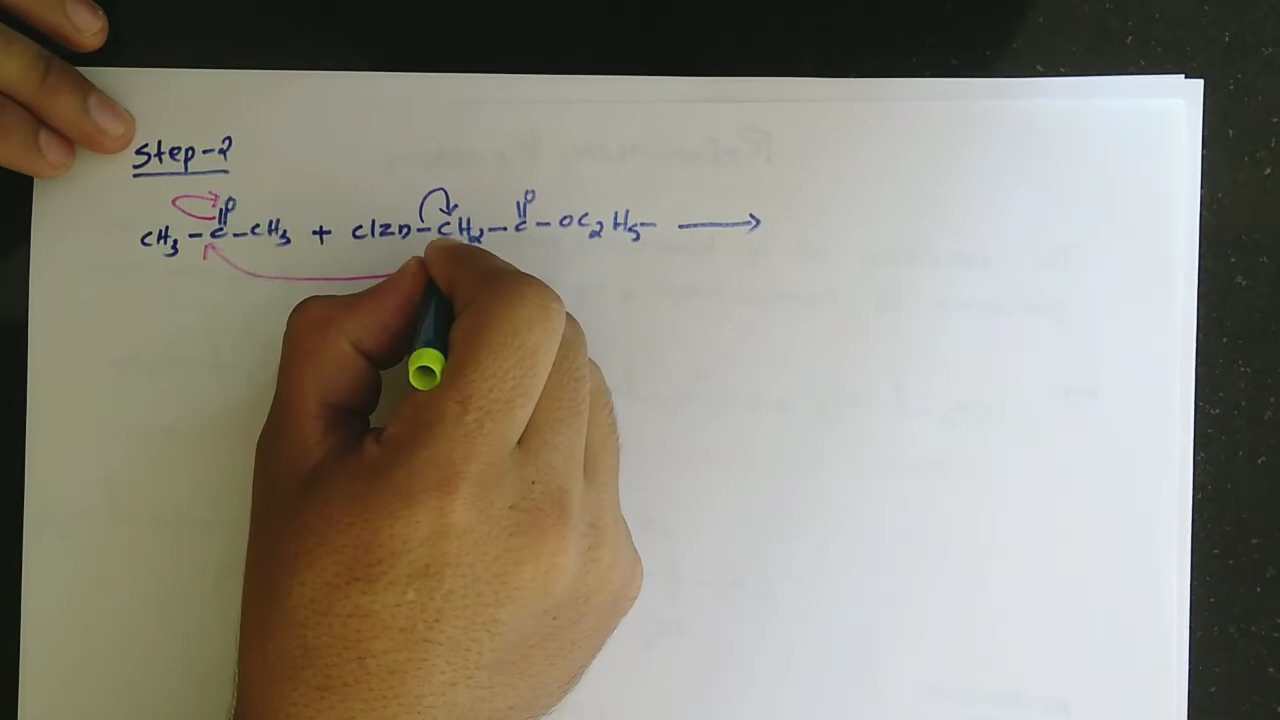 Step-2
O O
CH3 - C - CH3 + ClZn - CH2 - C - OC2H5- ⟶